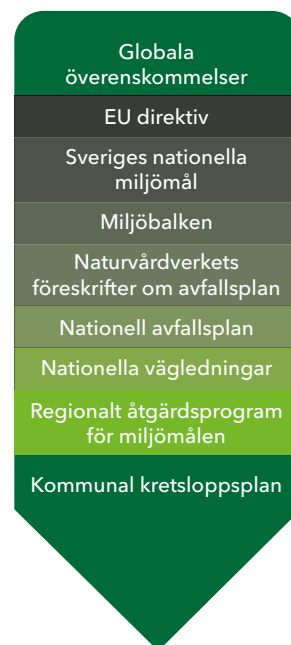 Globala
överenskommelser
EU direktiv
Sveriges nationella
miljömål
Miljöbalken
Naturvårdverkets
föreskrifter om avfallsplan
Nationell avfallsplan
Nationella vägledningar
Regionalt åtgärdsprogram
för miljömålen
Kommunal kretsloppsplan